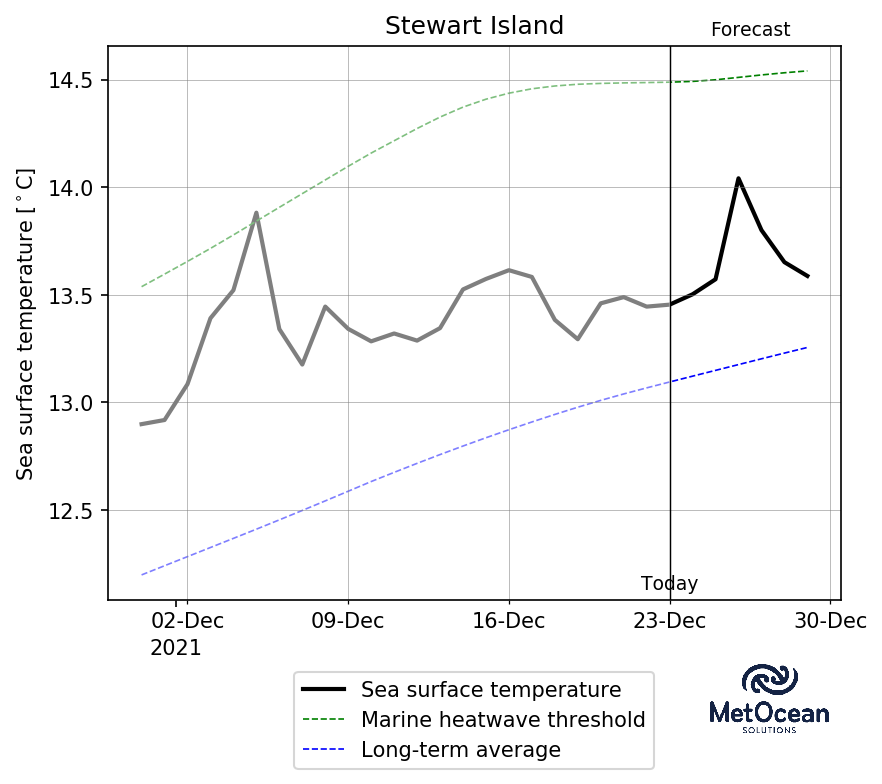 Stewart Island
Forecast
Sea surface temperature [°C]
14.5
14.0
13.5
13.0
12.5
Today
02-Dec 09-Dec 16-Dec 23-Dec 30-Dec
2021
Sea surface temperature
Marine heatwave threshold
Long-term average
MetOcean
SOLUTIONS